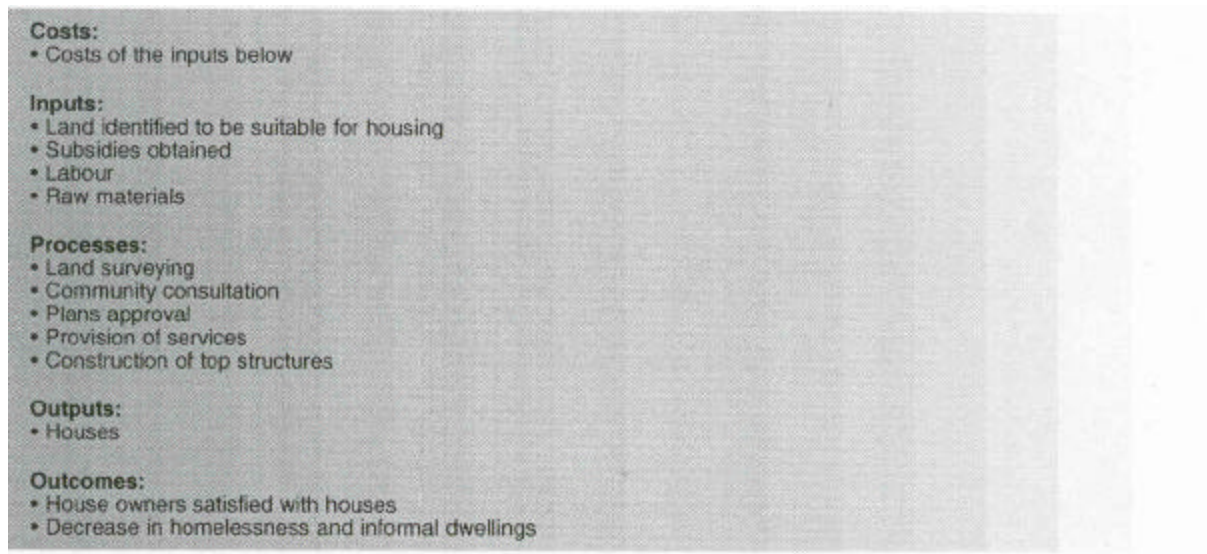 Costs:
• Costs of the inputs below
Inputs:
• Land identified to be suitable for housing
• Subsidies obtained
• Labour
• Raw materials
Processes:
• Land surveying
• Community consultation
• Plans approval
• Provision of services
• Construction of top structures
Outputs:
• Houses
Outcomes:
• House owners satisfied with houses
• Decrease in homelessness and informal dwellings